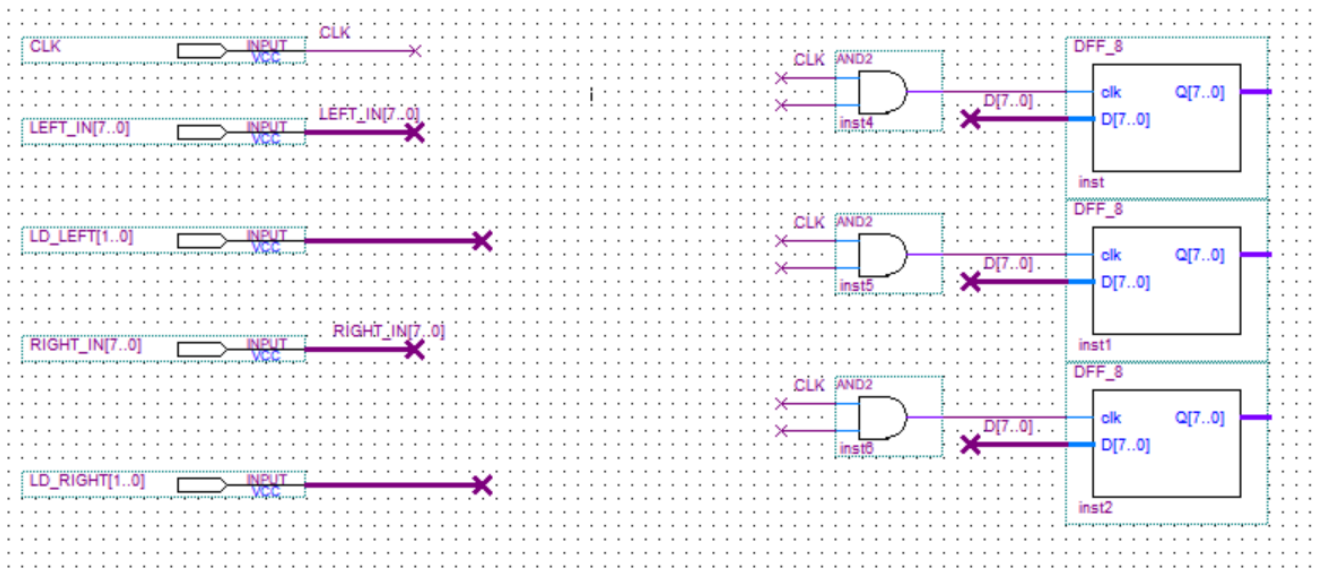 CLK
INPUT
VCC
CLK
LEFT_IN[7..0]
INPUT
VCC
LEFT_IN[7..0]
LD_LEFT[1..0]
INPUT
VCC
RIGHT_IN[7..0]
INPUT
VCC
RIGHT_IN[7..0]
LD_RIGHT[1..0]
INPUT
VCC
CLK
AND2
inst4
D[7..0]
DFF_8
clk
Q[7..0]
D[7..0]
inst
CLK
AND2
inst5
D[7..0]
DFF_8
clk
Q[7..0]
D[7..0]
inst1
CLK
AND2
inst6
D[7..0]
DFF_8
clk
Q[7..0]
D[7..0]
inst2